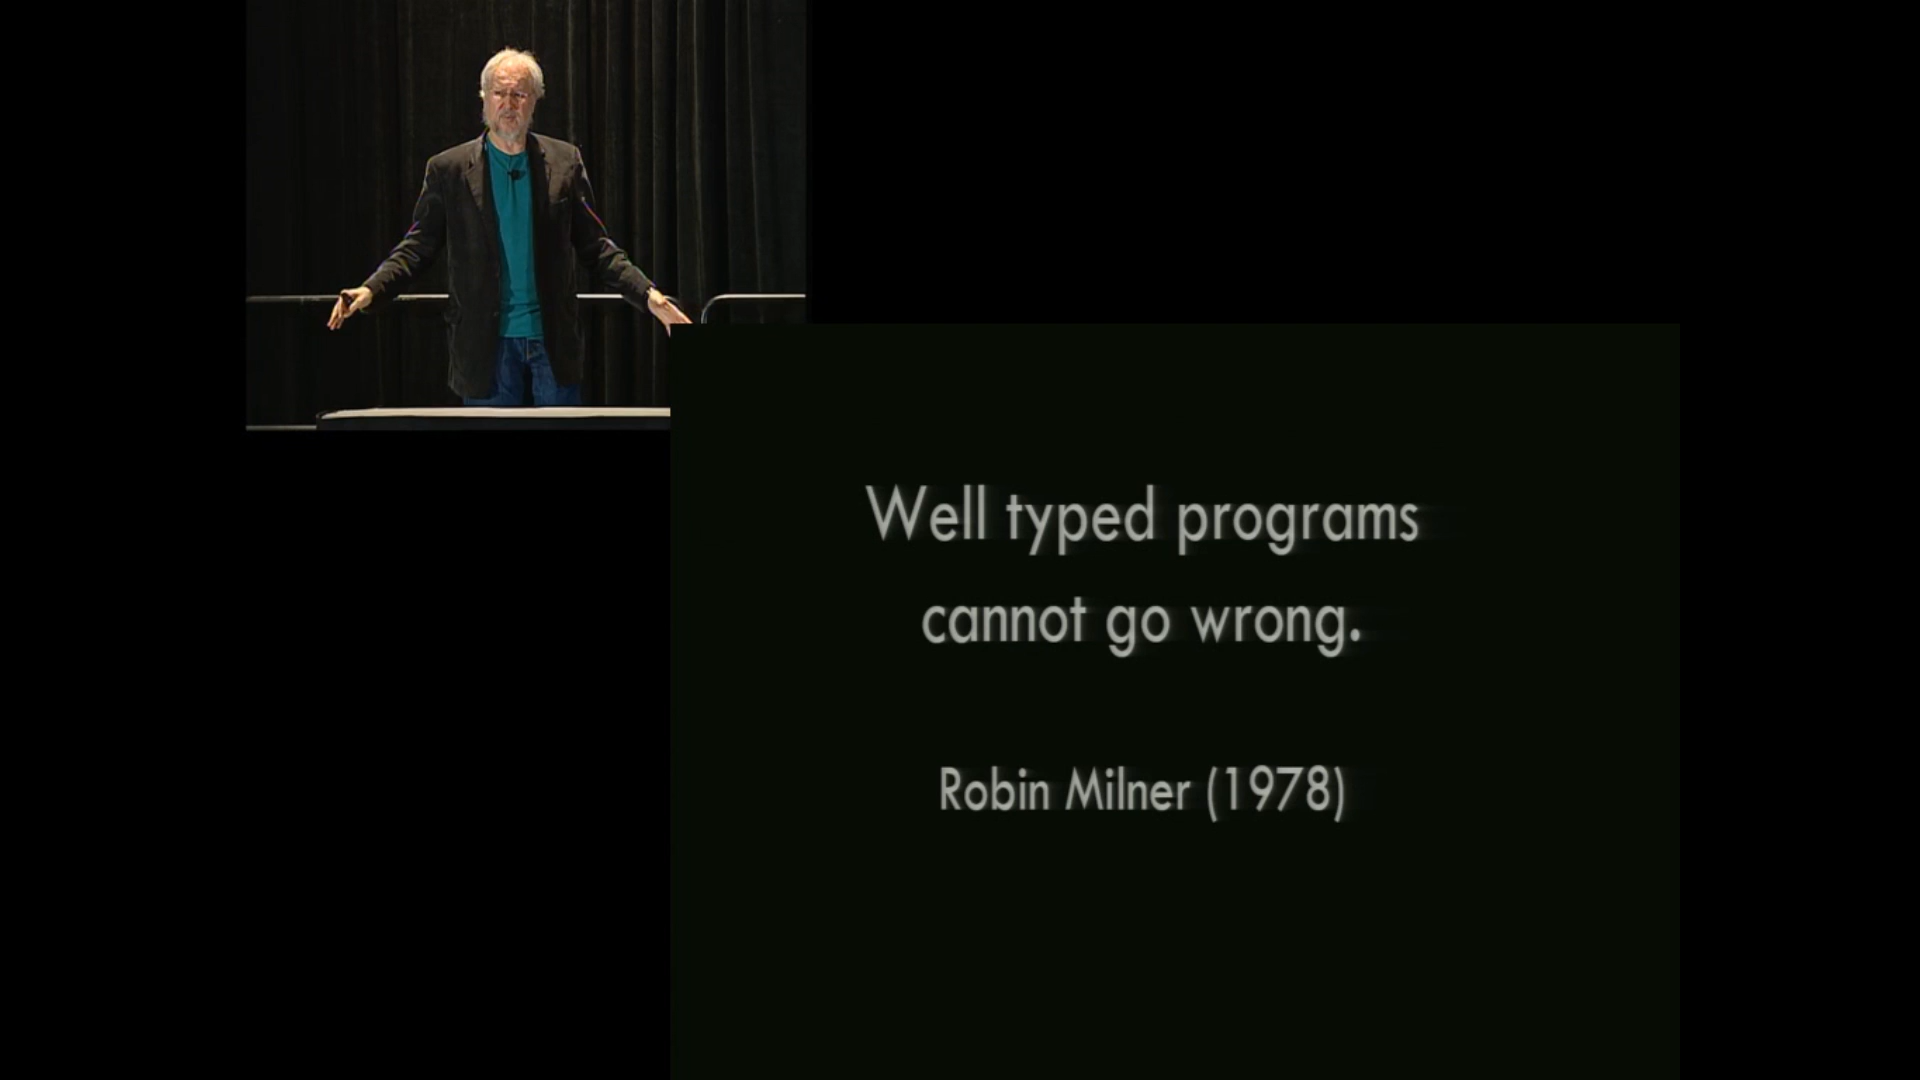 Well typed programs
cannot go wrong.
Robin Milner (1978)